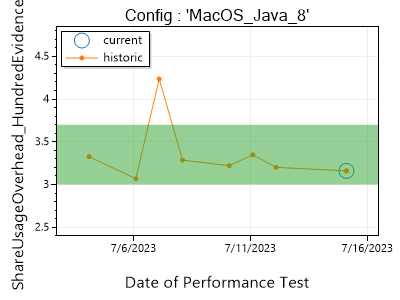 Config : 'MacOS_Java_8'
current
historic
ShareUsageOverhead_HundredEvidence
4.5
4
3.5
3
2.5
7/6/2023
7/11/2023
7/16/2023
Date of Performance Test